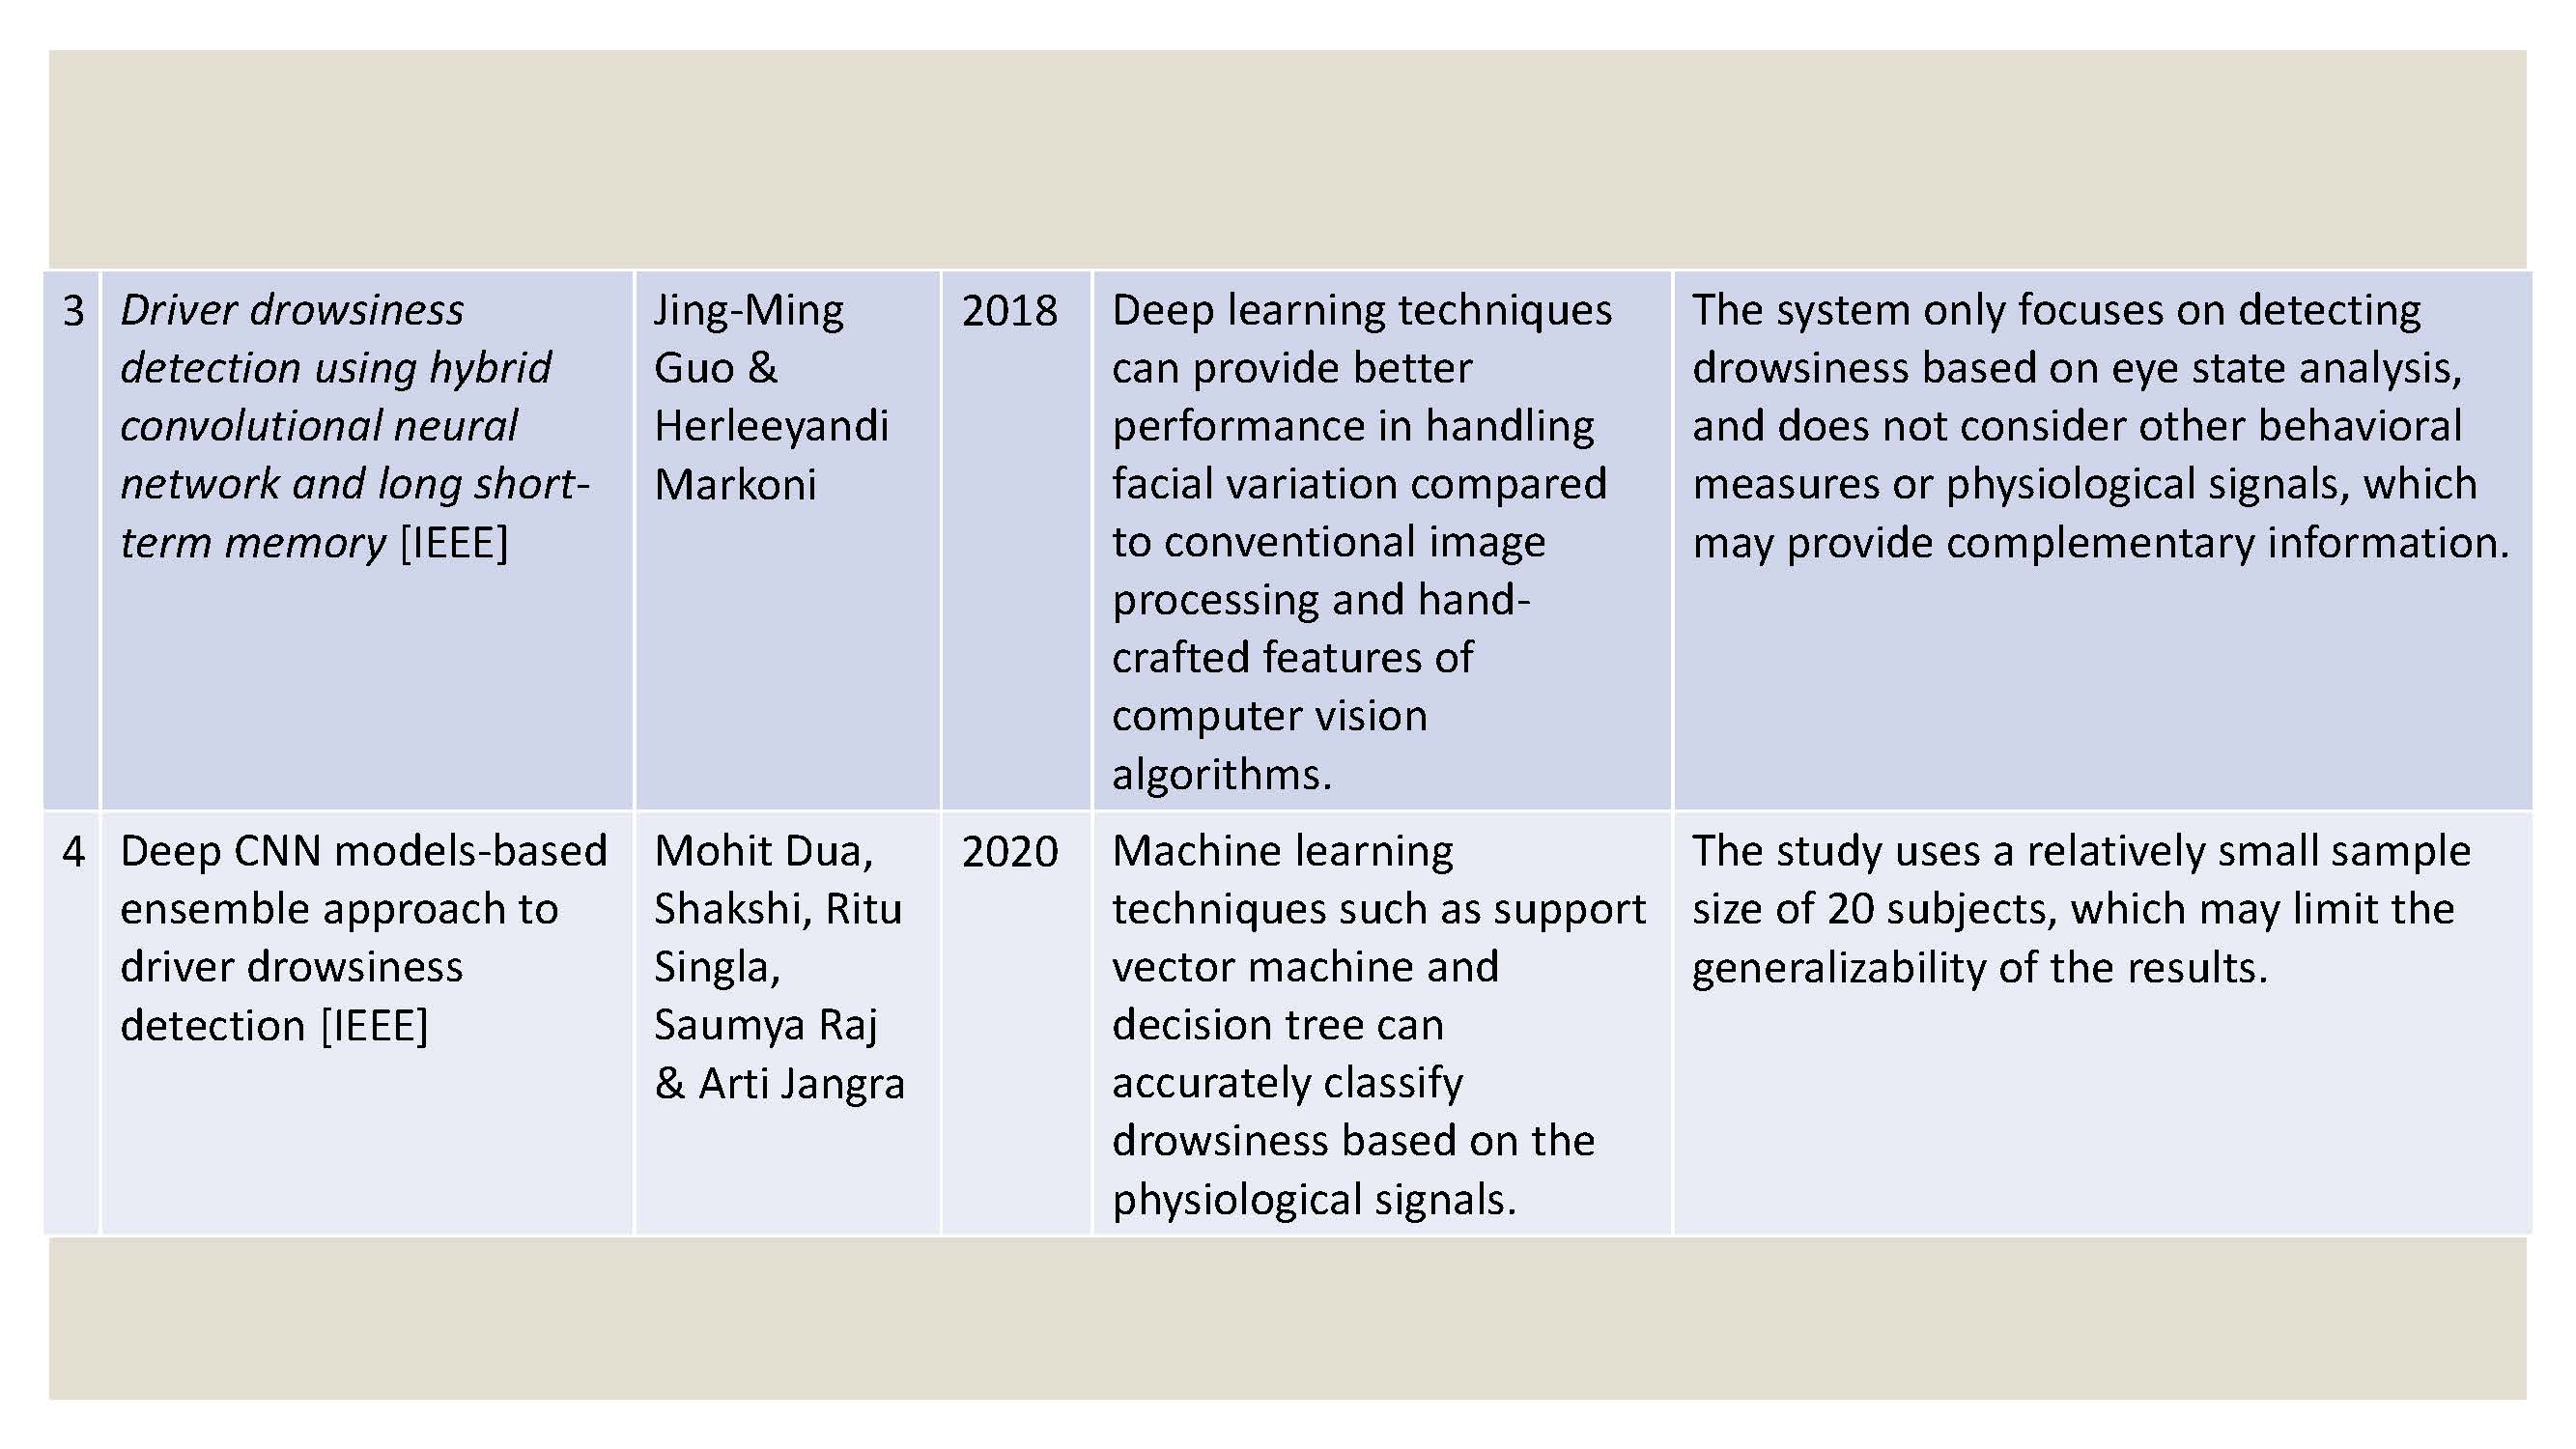 3
Driver drowsiness
detection using hybrid
convolutional neural
network and long short-
term memory [IEEE]
Jing-Ming
Guo &
Herleeyandi
Markoni
2018
Deep learning techniques
can provide better
performance in handling
facial variation compared
to conventional image
processing and hand-
crafted features of
computer vision
algorithms.
The system only focuses on detecting
drowsiness based on eye state analysis,
and does not consider other behavioral
measures or physiological signals, which
may provide complementary information.
4
Deep CNN models-based
ensemble approach to
driver drowsiness
detection [IEEE]
Mohit Dua,
Shakshi, Ritu
Singla,
Saumya Raj
& Arti Jangra
2020
Machine learning
techniques such as support
vector machine and
decision tree can
accurately classify
drowsiness based on the
physiological signals.
The study uses a relatively small sample
size of 20 subjects, which may limit the
generalizability of the results.